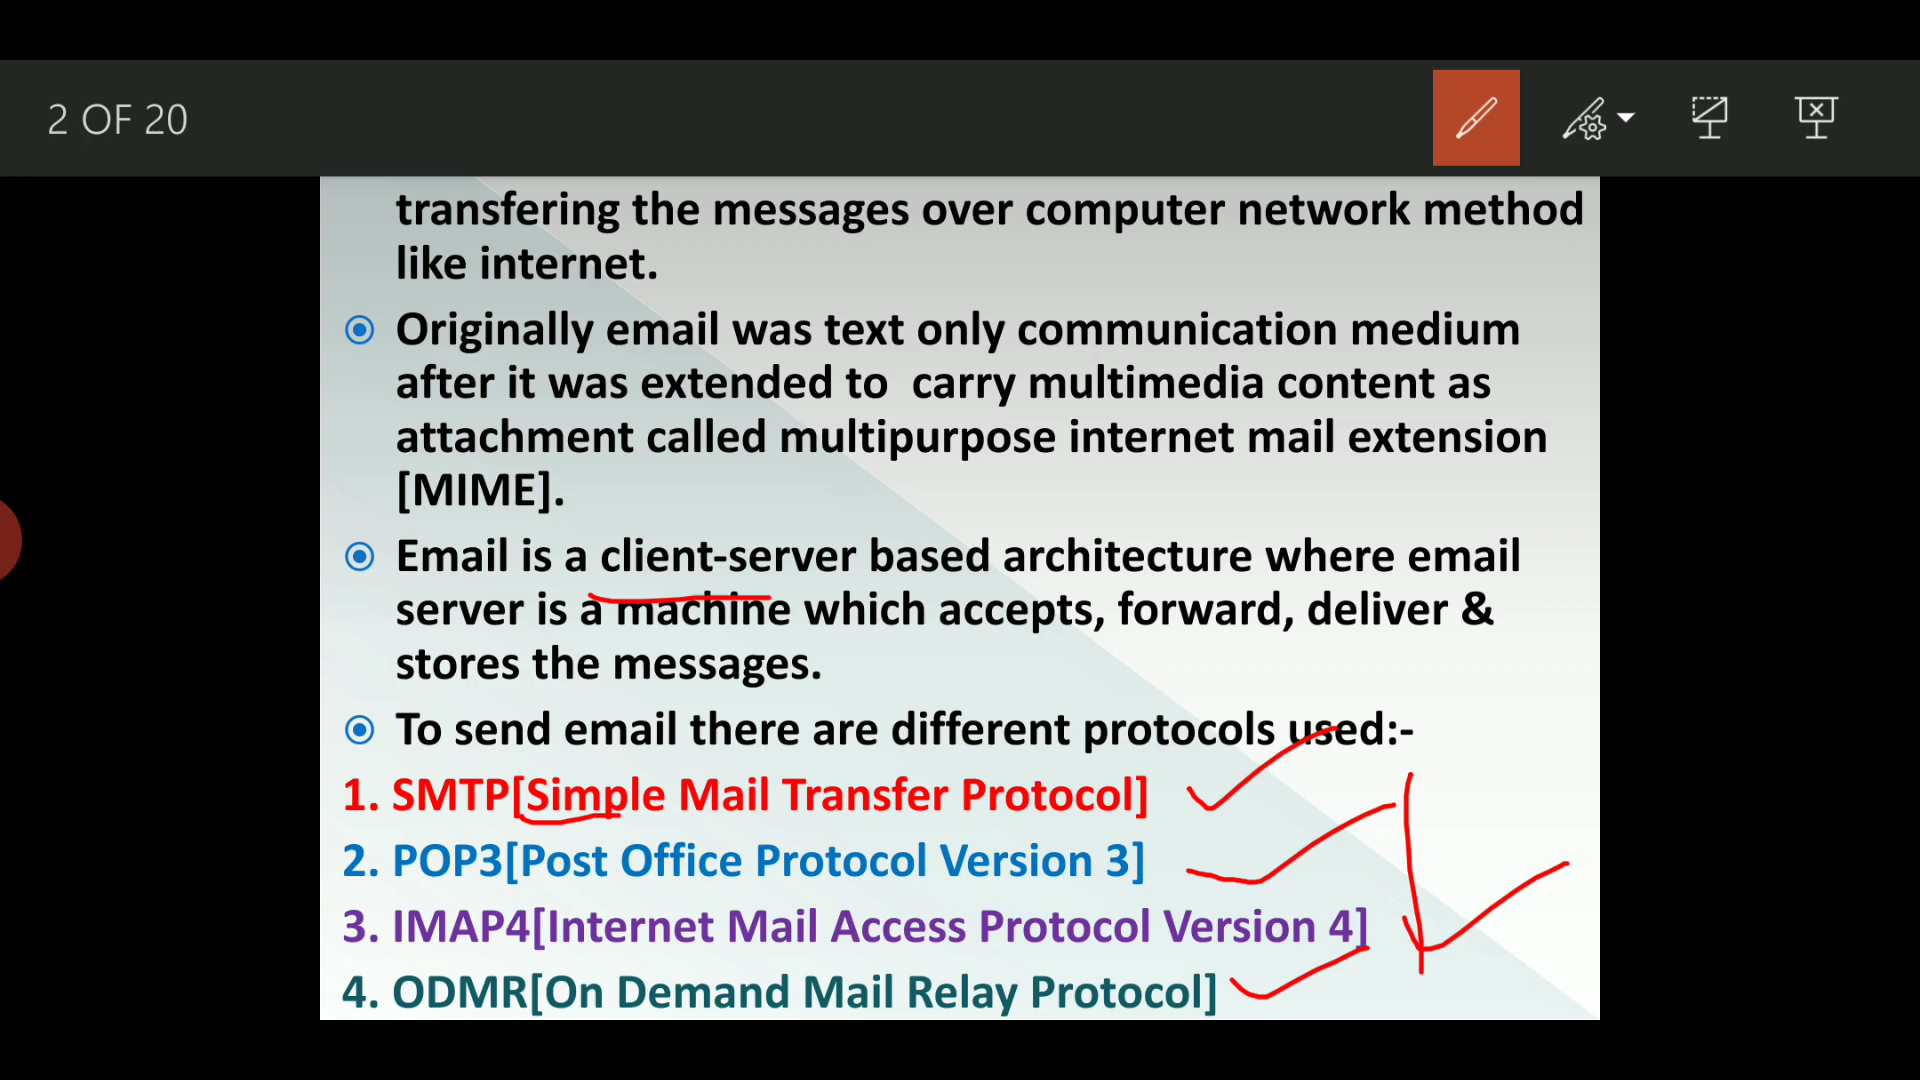 2 OF 20
transfering the messages over computer network method
like internet.
Originally email was text only communication medium
after it was extended to  carry multimedia content as
attachment called multipurpose internet mail extension
[MIME].
Email is a client-server based architecture where email
server is a machine which accepts, forward, deliver &
stores the messages.
To send email there are different protocols used:-
1. SMTP[Simple Mail Transfer Protocol]
2. POP3[Post Office Protocol Version 3]
3. IMAP4[Internet Mail Access Protocol Version 4]
4. ODMR[On Demand Mail Relay Protocol]